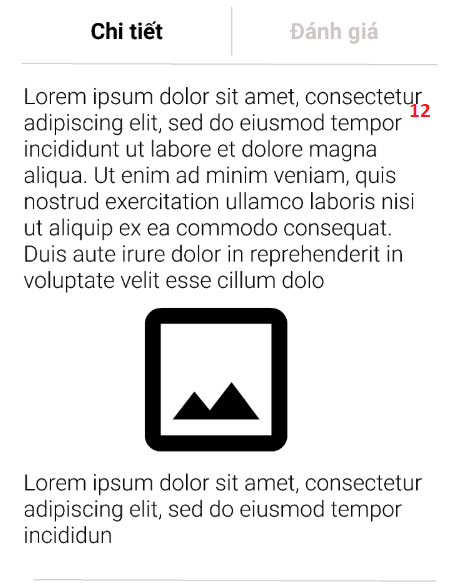 Chi tiết
Đánh giá
Lorem ipsum dolor sit amet, consectetur
12
adipiscing elit, sed do eiusmod tempor
incididunt ut labore et dolore magna
aliqua. Ut enim ad minim veniam, quis
nostrud exercitation ullamco laboris nisi
ut aliquip ex ea commodo consequat.
Duis aute irure dolor in reprehenderit in
voluptate velit esse cillum dolo
Lorem ipsum dolor sit amet, consectetur
adipiscing elit, sed do eiusmod tempor
incididun